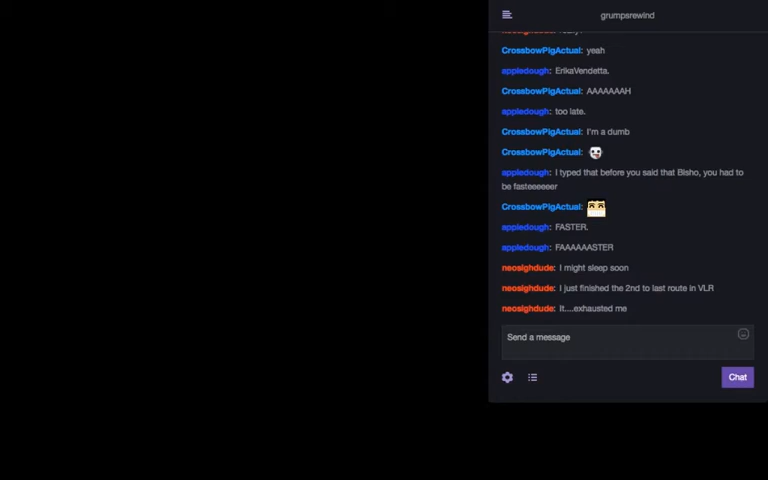 grumpsrewind
CrossbowPigActual: yeah
appledough: ErikaVendetta.
CrossbowPigActual: AAAAAAAH
appledough: too late.
CrossbowPigActual: I'm a dumb
CrossbowPigActual:
appledough: I typed that before you said that Bisho, you had to
be fasteeeeeer
CrossbowPigActual:
appledough: FASTER.
appledough: FAAAAAASTER
neosighdude: I might sleep soon
neosighdude: I just finished the 2nd to last route in VLR
neosighdude: It....exhausted me
Send a message
Chat